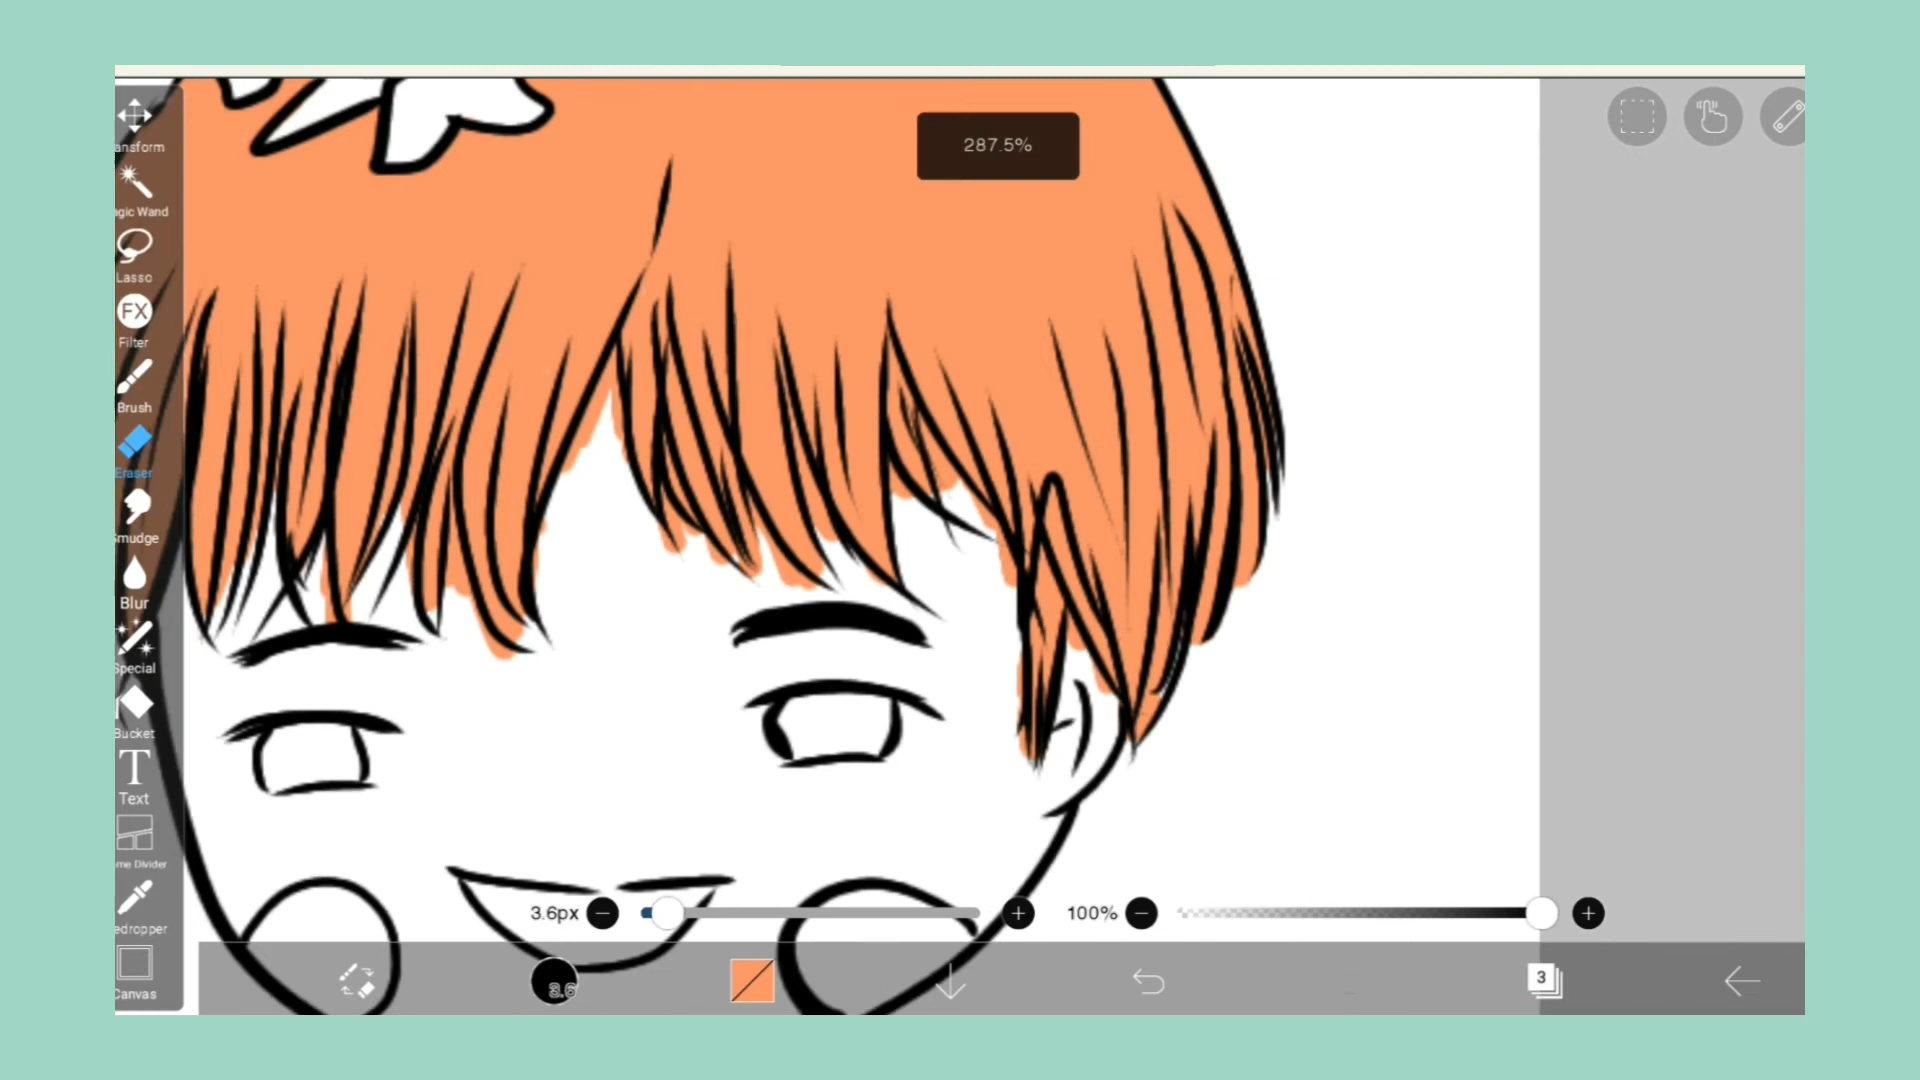 287.5%
ansform
agic Wand
Lasso
FX
Filter
Brush
Eraser
Smudge
Blur
Special
Bucket
T
Text
me Divider
edropper
Canvas
3.6px
100%
3.6
3